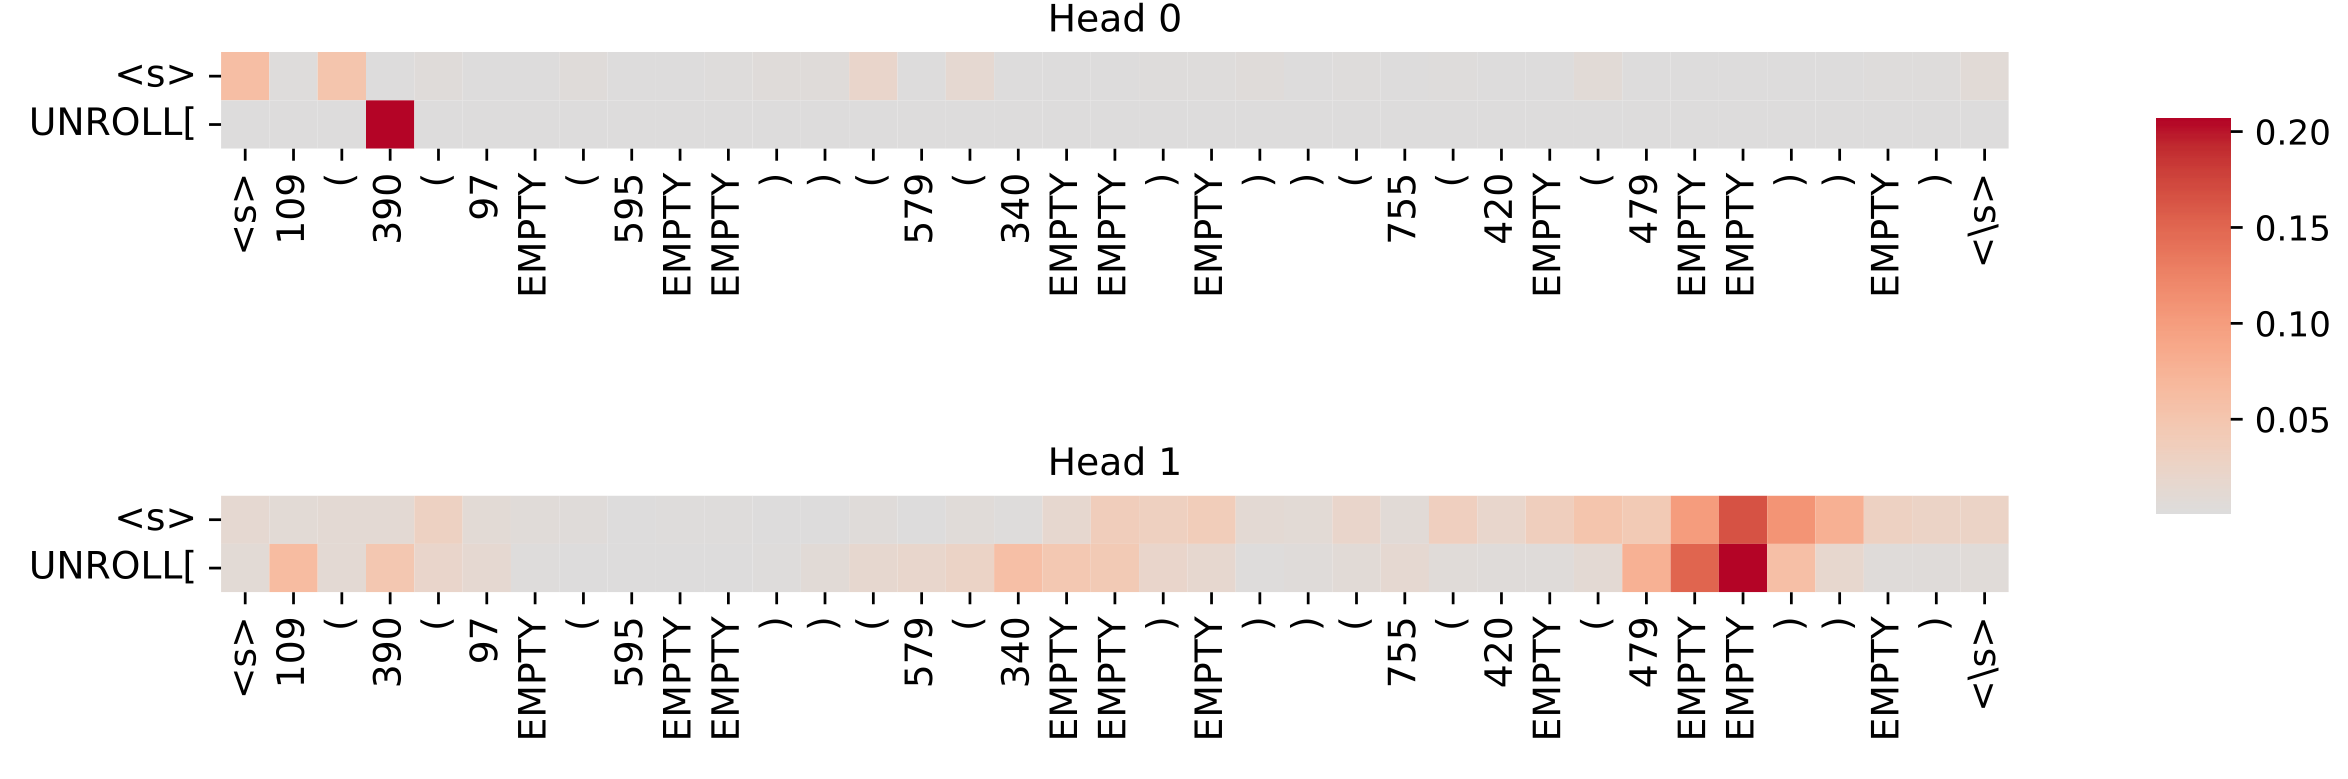 Head 0
<s>
UNROLL[
<s> 109 ( 390 ( 97 EMPTY ( 595 EMPTY EMPTY ) ) ( 579 ( 340 EMPTY EMPTY ) EMPTY ) ) ( 755 ( 420 EMPTY ( 479 EMPTY EMPTY ) ) EMPTY ) <\s>
0.20
0.15
0.10
0.05
Head 1
<s>
UNROLL[
<s> 109 ( 390 ( 97 EMPTY ( 595 EMPTY EMPTY ) ) ( 579 ( 340 EMPTY EMPTY ) EMPTY ) ) ( 755 ( 420 EMPTY ( 479 EMPTY EMPTY ) ) EMPTY ) <\s>